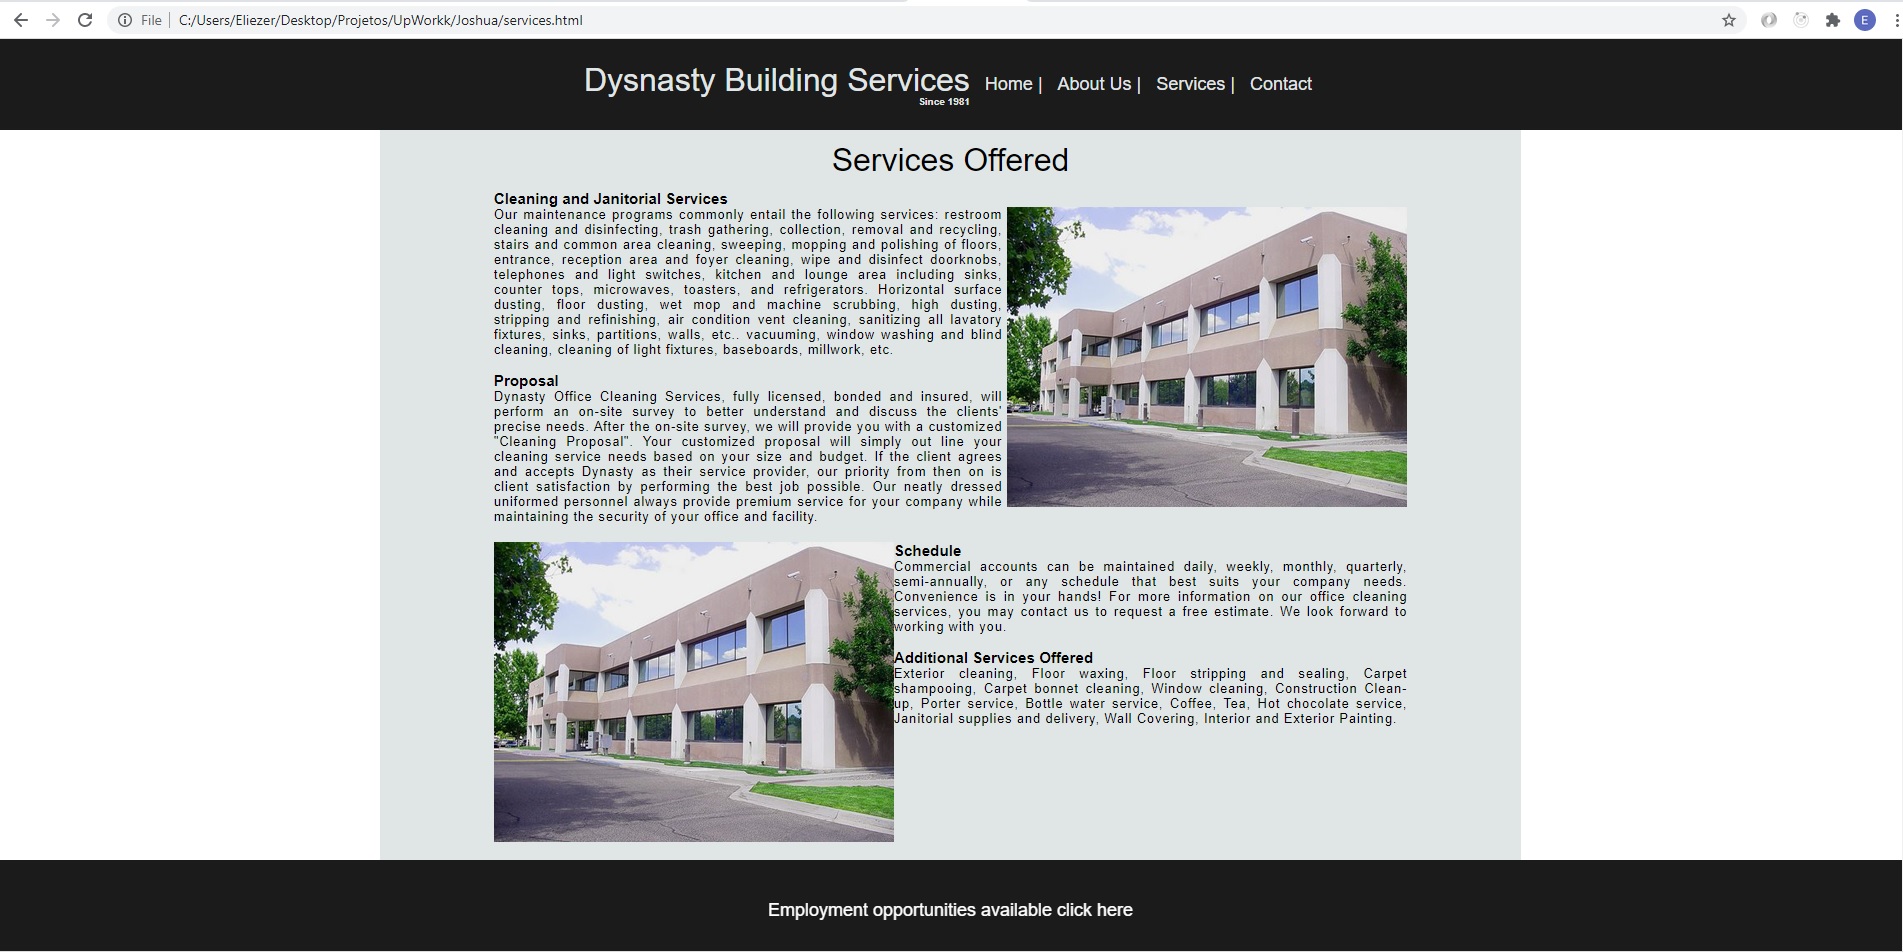 File | C:/Users/Eliezer/Desktop/Projetos/UpWorkk/Joshua/services.html
E
Dysnasty Building Services
Since 1981
Home | About Us | Services | Contact
Services Offered
Cleaning and Janitorial Services
Our maintenance programs commonly entail the following services: restroom
cleaning and disinfecting, trash gathering, collection, removal and recycling,
stairs and common area cleaning, sweeping, mopping and polishing of floors,
entrance, reception area and foyer cleaning, wipe and disinfect doorknobs,
telephones and light switches, kitchen and lounge area including sinks,
counter tops, microwaves, toasters, and refrigerators. Horizontal surface
dusting, floor dusting, wet mop and machine scrubbing, high dusting,
stripping and refinishing, air condition vent cleaning, sanitizing all lavatory
fixtures, sinks, partitions, walls, etc.. vacuuming, window washing and blind
cleaning, cleaning of light fixtures, baseboards, millwork, etc.
Proposal
Dynasty Office Cleaning Services, fully licensed, bonded and insured, will
perform an on-site survey to better understand and discuss the clients'
precise needs. After the on-site survey, we will provide you with a customized
"Cleaning Proposal". Your customized proposal will simply out line your
cleaning service needs based on your size and budget. If the client agrees
and accepts Dynasty as their service provider, our priority from then on is
client satisfaction by performing the best job possible. Our neatly dressed
uniformed personnel always provide premium service for your company while
maintaining the security of your office and facility.
Schedule
Commercial accounts can be maintained daily, weekly, monthly, quarterly,
semi-annually, or any schedule that best suits your company needs.
Convenience is in your hands! For more information on our office cleaning
services, you may contact us to request a free estimate. We look forward to
working with you.
Additional Services Offered
Exterior cleaning, Floor waxing, Floor stripping and sealing, Carpet
shampooing, Carpet bonnet cleaning, Window cleaning, Construction Clean-
up, Porter service, Bottle water service, Coffee, Tea, Hot chocolate service,
Janitorial supplies and delivery, Wall Covering, Interior and Exterior Painting.
Employment opportunities available click here